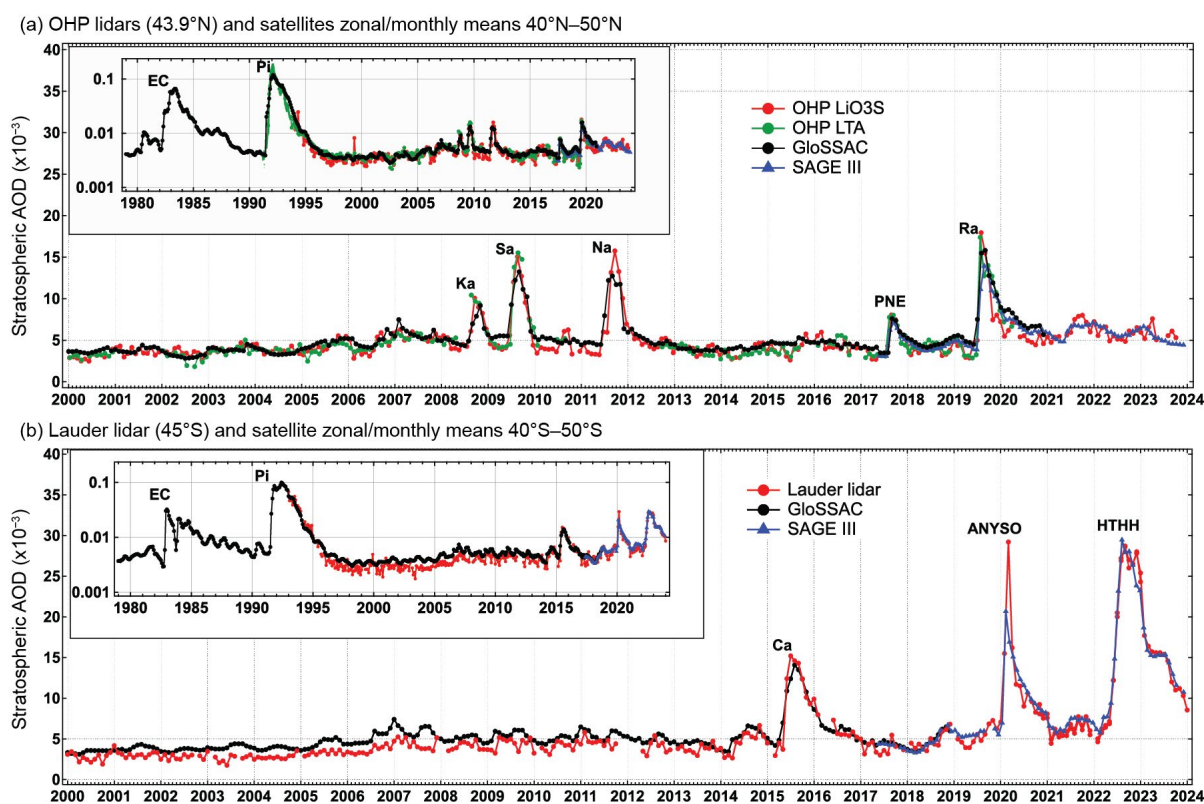 (a) OHP lidars (43.9°N) and satellites zonal/monthly means 40°N–50°N
Stratospheric AOD (x10⁻³)
40
35
30
25
20
15
10
5
0
0.1
0.01
0.001
EC
Pi
1980 1985 1990 1995 2000 2005 2010 2015 2020
OHP LiO3S
OHP LTA
GloSSAC
SAGE III
Ka
Sa
Na
PNE
Ra
2000 2001 2002 2003 2004 2005 2006 2007 2008 2009 2010 2011 2012 2013 2014 2015 2016 2017 2018 2019 2020 2021 2022 2023 2024
(b) Lauder lidar (45°S) and satellite zonal/monthly means 40°S–50°S
Stratospheric AOD (x10⁻³)
40
35
30
25
20
15
10
5
0
0.1
0.01
0.001
EC
Pi
1980 1985 1990 1995 2000 2005 2010 2015 2020
Lauder lidar
GloSSAC
SAGE III
Ca
ANYSO
HTHH
2000 2001 2002 2003 2004 2005 2006 2007 2008 2009 2010 2011 2012 2013 2014 2015 2016 2017 2018 2019 2020 2021 2022 2023 2024